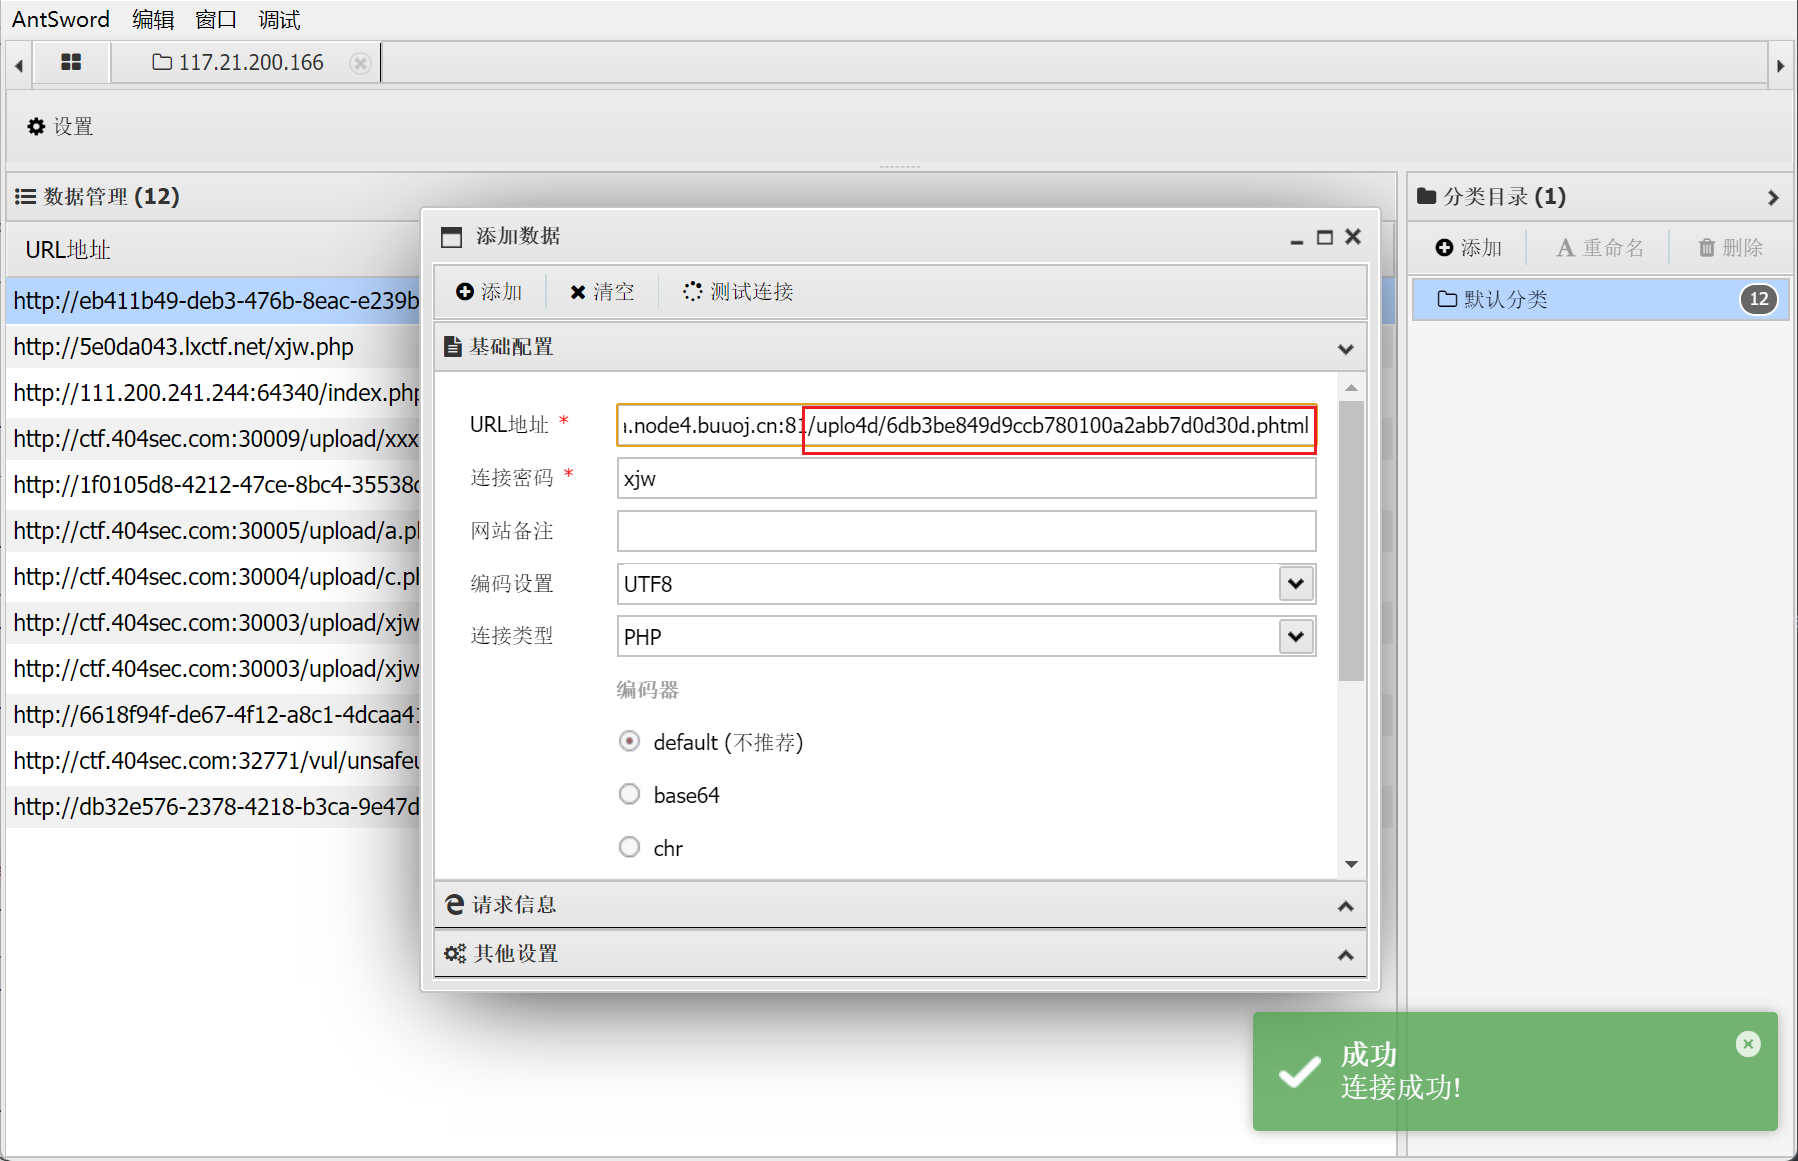 AntSword 编辑 窗口 调试
117.21.200.166
设置
数据管理 (12)
URL地址
http://eb411b49-deb3-476b-8eac-e239b
http://5e0da043.lxctf.net/xjw.php
http://111.200.241.244:64340/index.php
http://ctf.404sec.com:30009/upload/xxx
http://1f0105d8-4212-47ce-8bc4-35538c
http://ctf.404sec.com:30005/upload/a.pl
http://ctf.404sec.com:30004/upload/c.ph
http://ctf.404sec.com:30003/upload/xjw
http://ctf.404sec.com:30003/upload/xjw
http://6618f94f-de67-4f12-a8c1-4dcaa41
http://ctf.404sec.com:32771/vul/unsafeu
http://db32e576-2378-4218-b3ca-9e47d
添加数据
添加 清空 测试连接
基础配置
URL地址 * .node4.buuoj.cn:81/uplo4d/6db3be849d9ccb780100a2abb7d0d30d.phtml
连接密码 * xjw
网站备注
编码设置 UTF8
连接类型 PHP
编码器
default (不推荐)
base64
chr
请求信息
其他设置
分类目录 (1)
添加 重命名 删除
默认分类 12
成功
连接成功!